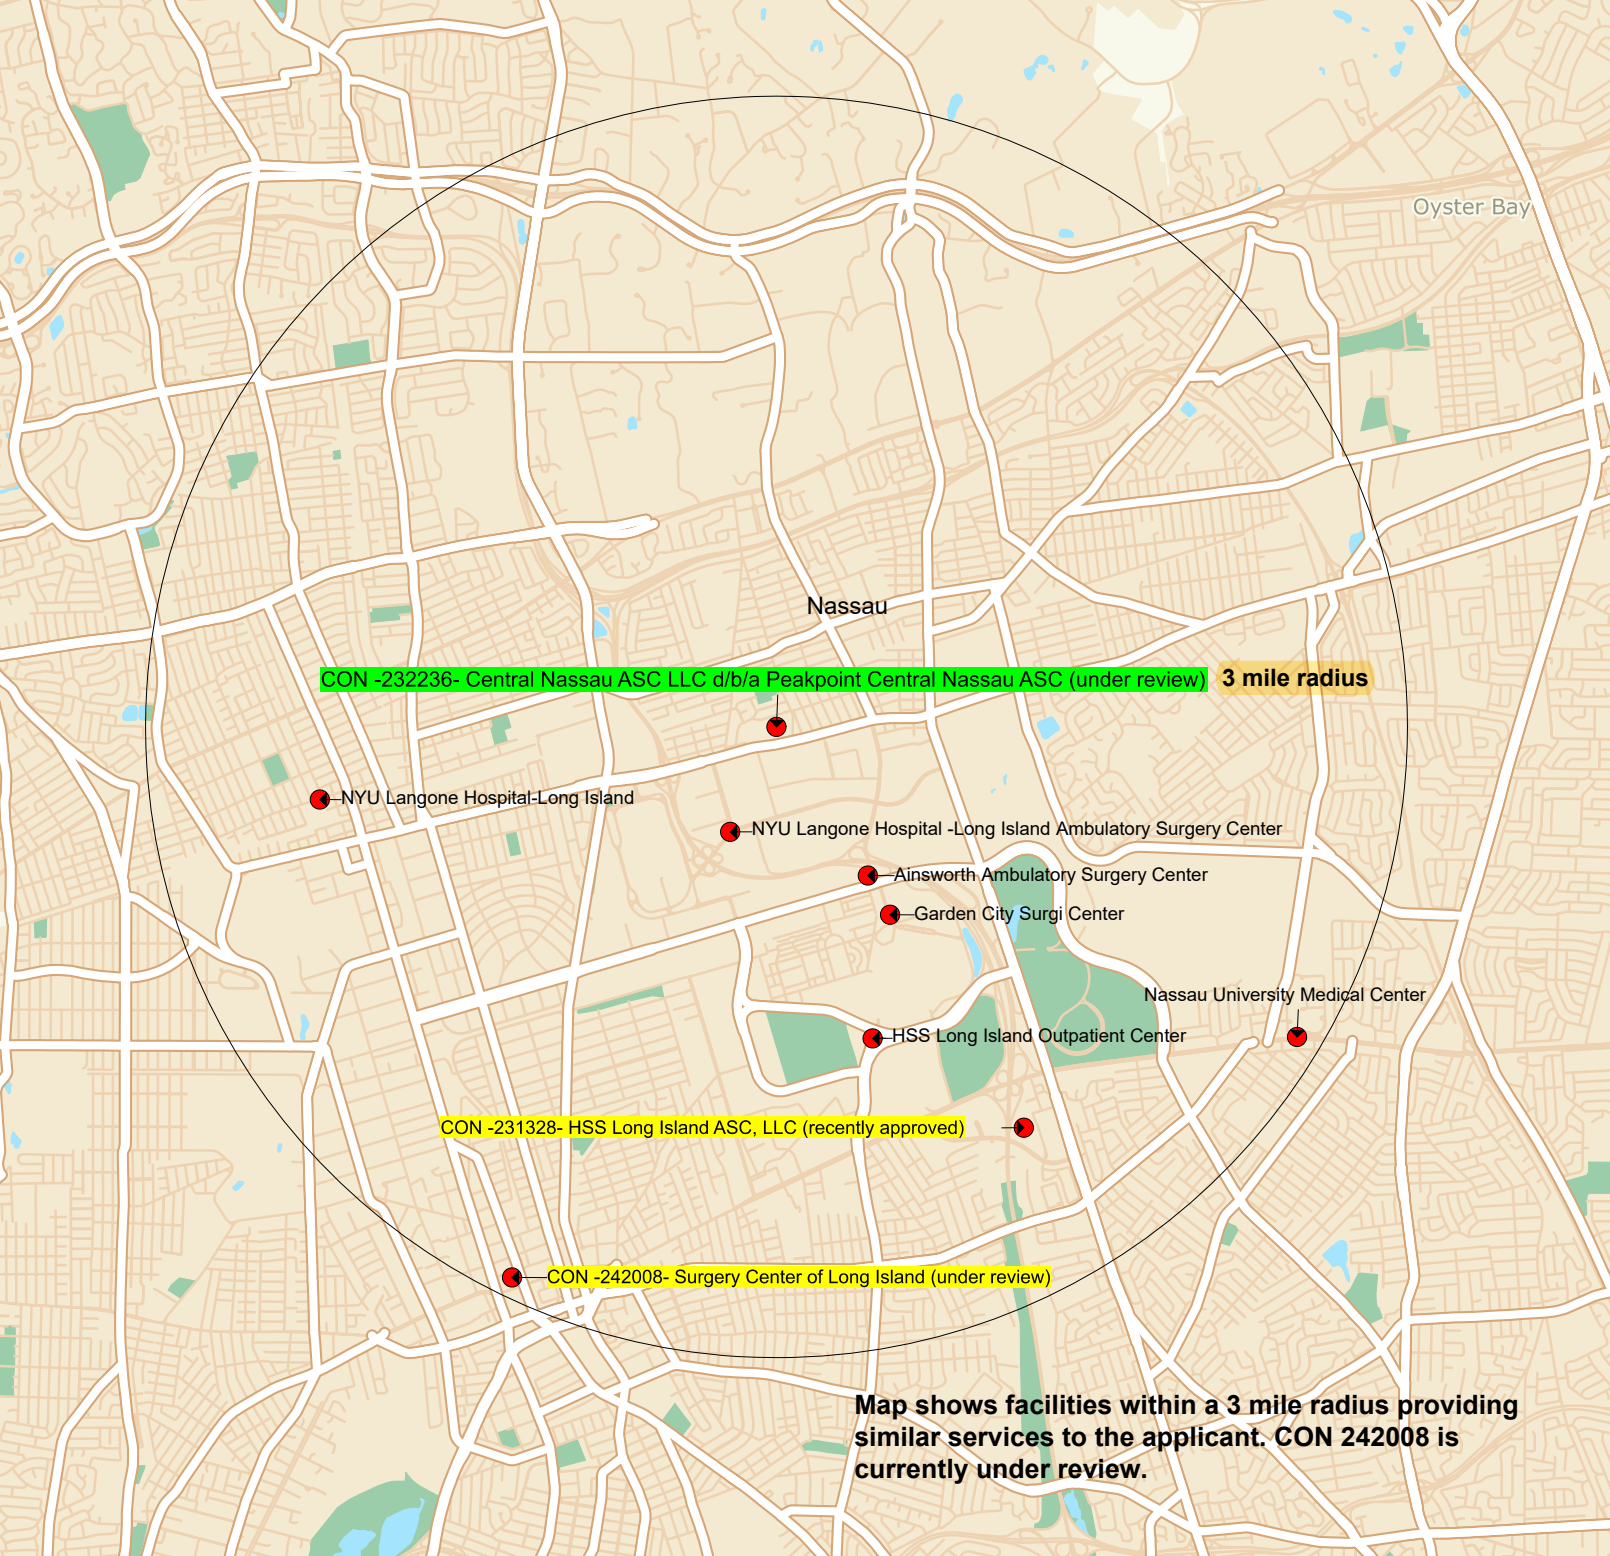 Oyster Bay
Nassau
CON -232236- Central Nassau ASC LLC d/b/a Peakpoint Central Nassau ASC (under review)
3 mile radius
NYU Langone Hospital-Long Island
NYU Langone Hospital -Long Island Ambulatory Surgery Center
Ainsworth Ambulatory Surgery Center
Garden City Surgi Center
Nassau University Medical Center
HSS Long Island Outpatient Center
CON -231328- HSS Long Island ASC, LLC (recently approved)
CON -242008- Surgery Center of Long Island (under review)
Map shows facilities within a 3 mile radius providing
similar services to the applicant. CON 242008 is
currently under review.